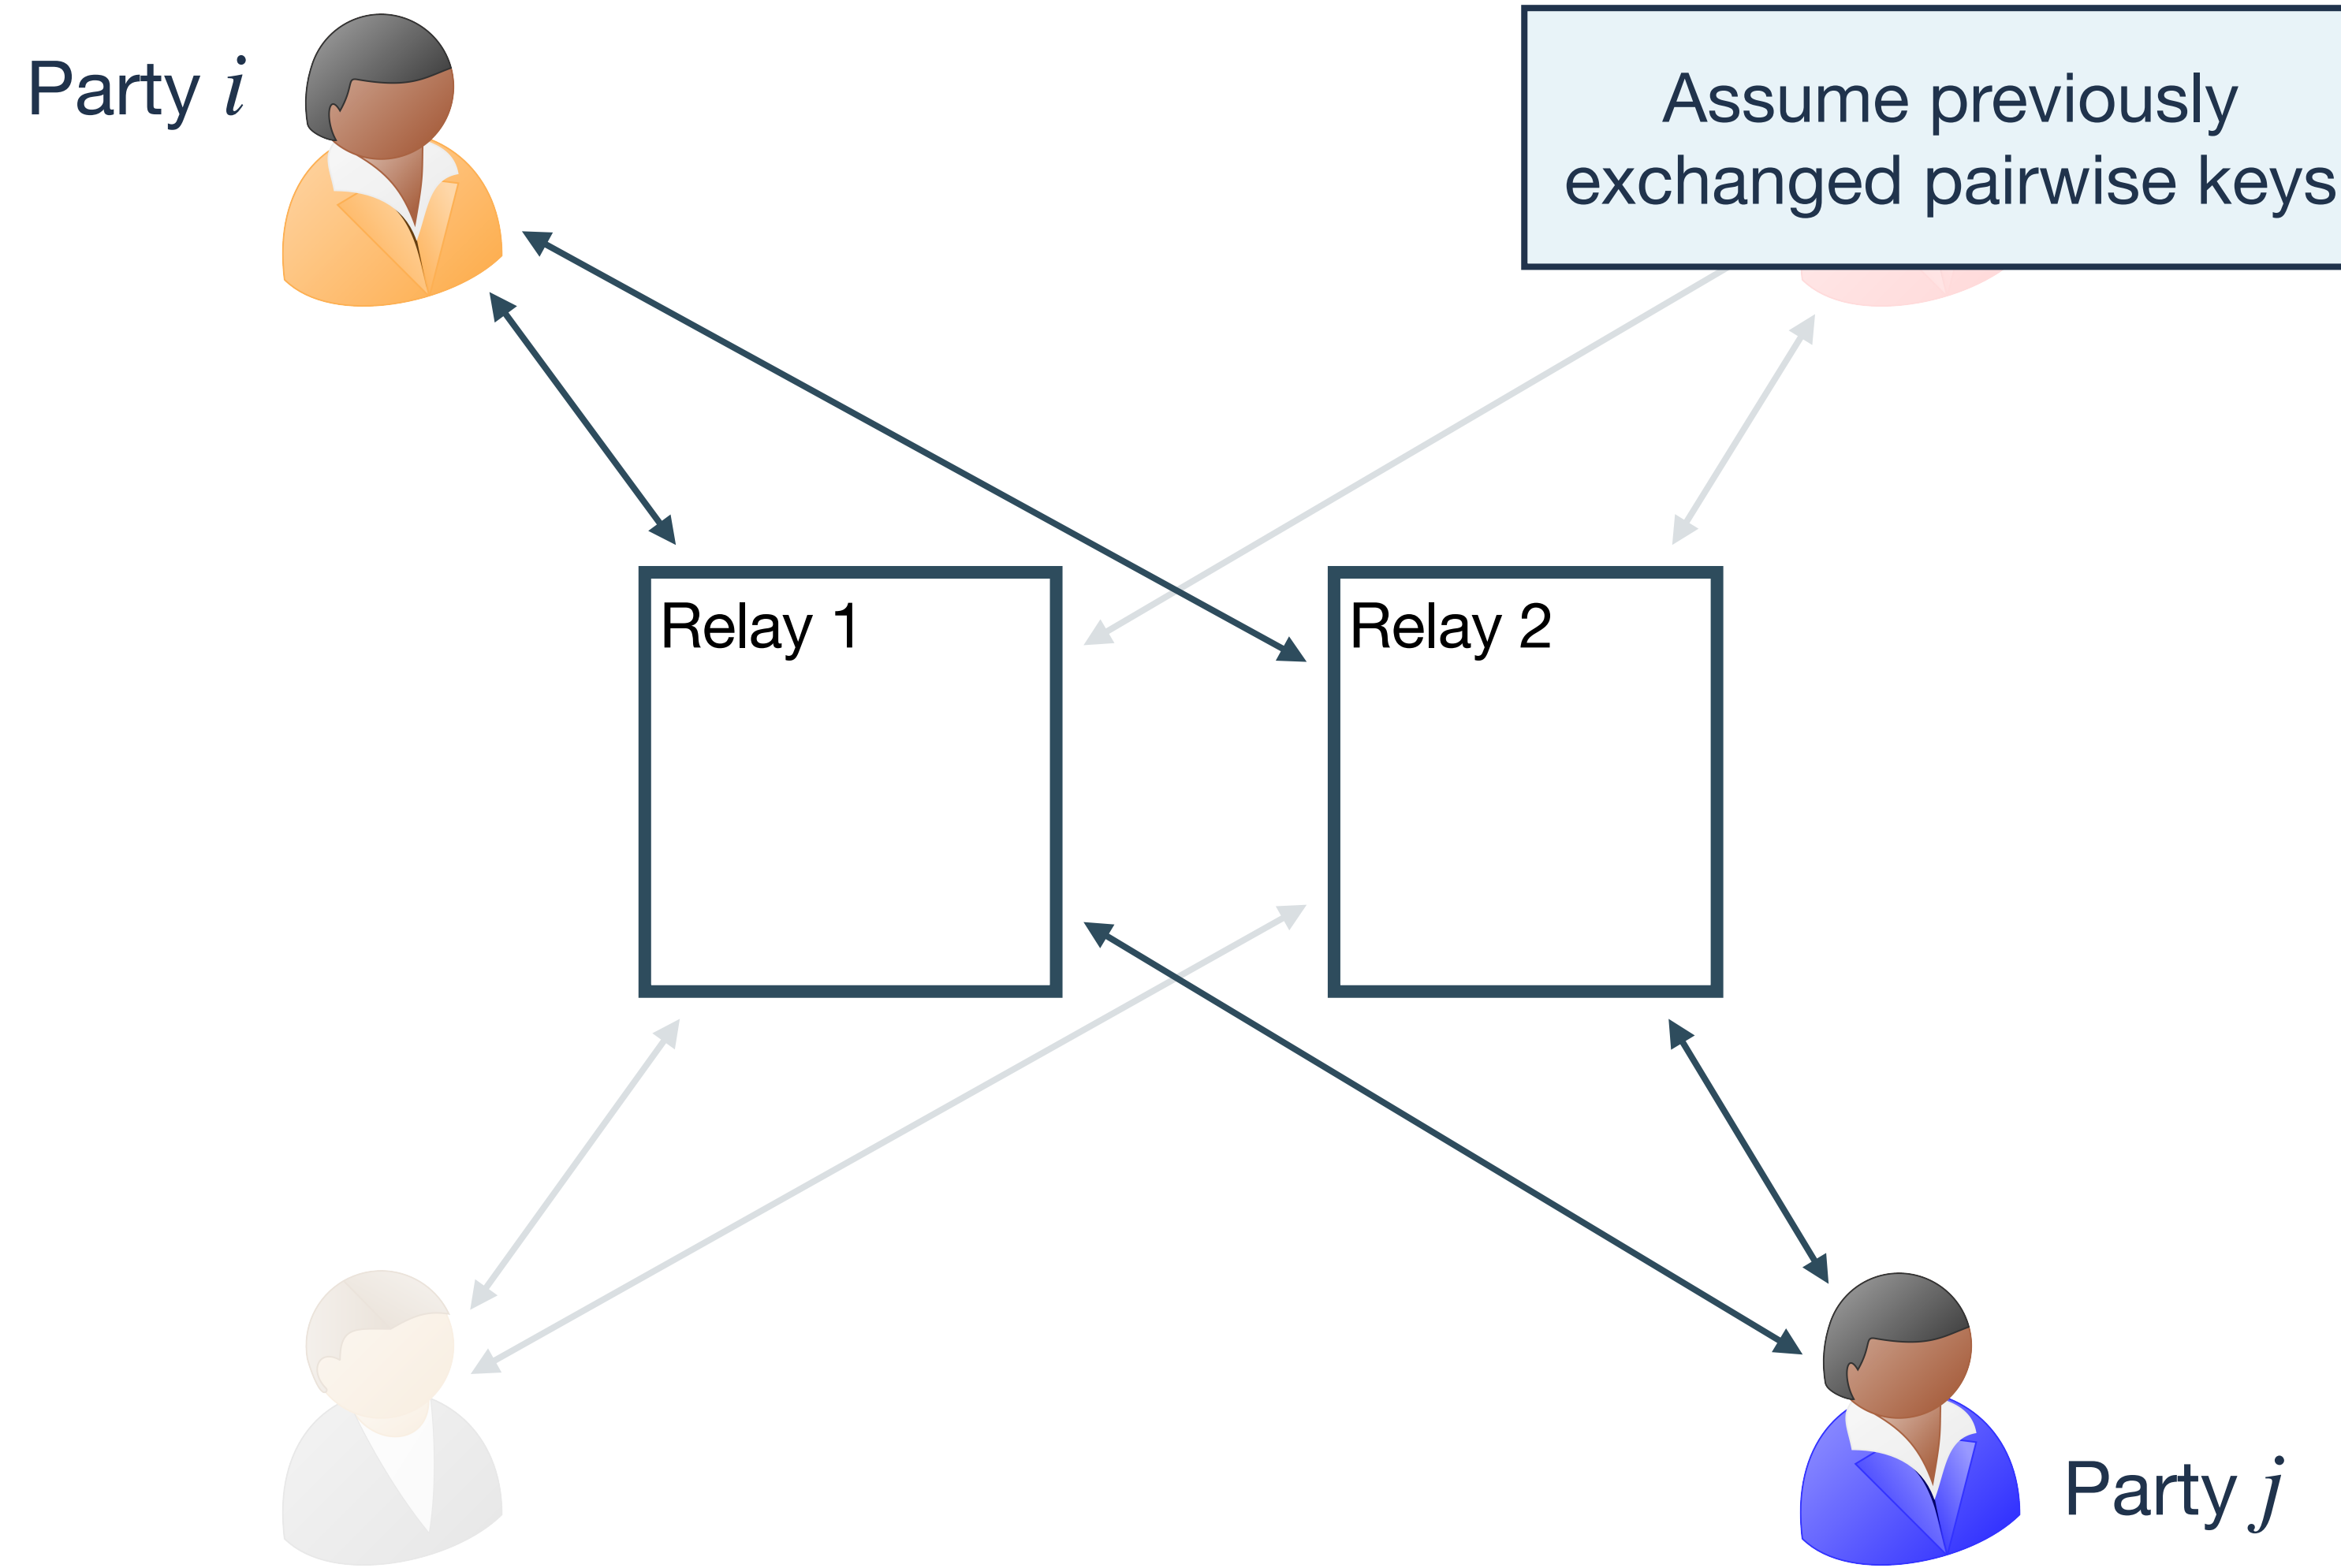 Party i
Assume previously
exchanged pairwise keys
Relay 1
Relay 2
Party j